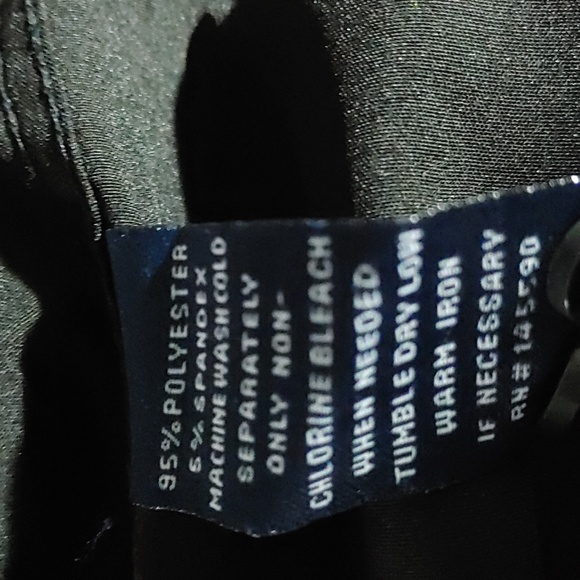 95% POLYESTER
5% SPANDEX
MACHINE WASH COLD
SEPARATELY
ONLY NON-
CHLORINE BLEACH
WHEN NEEDED
TUMBLE DRY LOW
WARM IRON
IF NECESSARY
RN# 145590